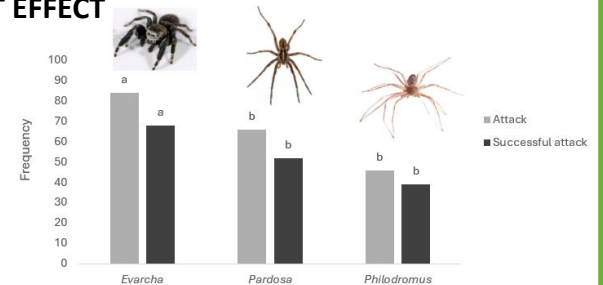 EFFECT
100
90
80
70
60
50
40
30
20
10
0
Frequency
a
a
b
b
b
b
Evarcha
Pardosa
Philodromus
Attack
Successful attack